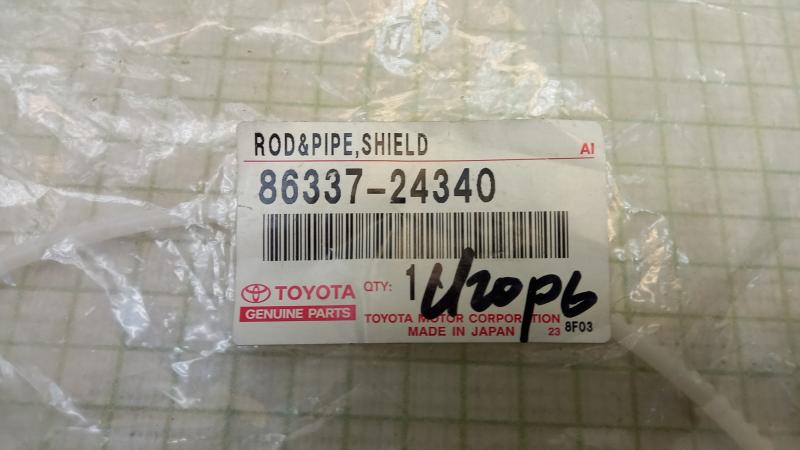 ROD&PIPE,SHIELD
AI
86337-24340
TOYOTA
GENUINE PARTS
QTY: 1
Игорь
TOYOTA MOTOR CORPORATION
MADE IN JAPAN 23 8F03